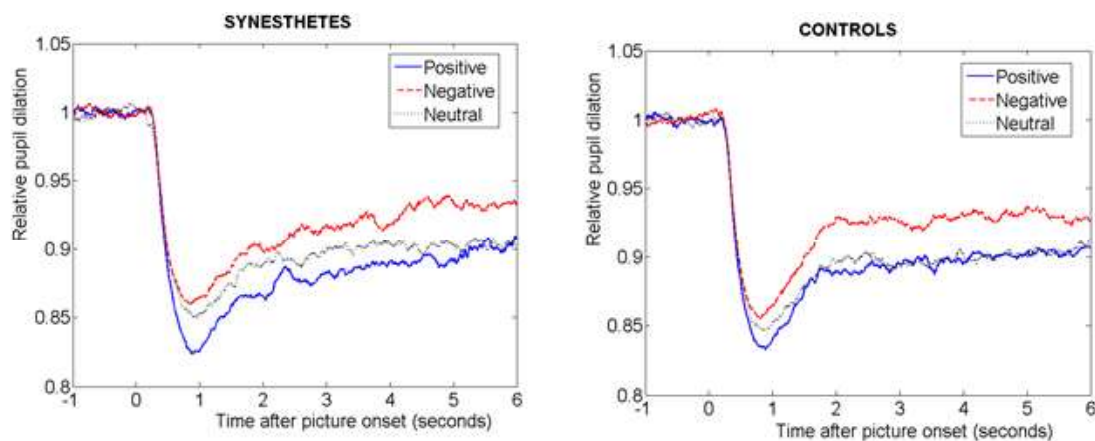 SYNESTHETES
1.05
1
0.95
0.9
0.85
0.8
Relative pupil dilation
Positive
Negative
Neutral
-1 0 1 2 3 4 5 6
Time after picture onset (seconds)
CONTROLS
1.05
1
0.95
0.9
0.85
0.8
Relative pupil dilation
Positive
Negative
Neutral
-1 0 1 2 3 4 5 6
Time after picture onset (seconds)